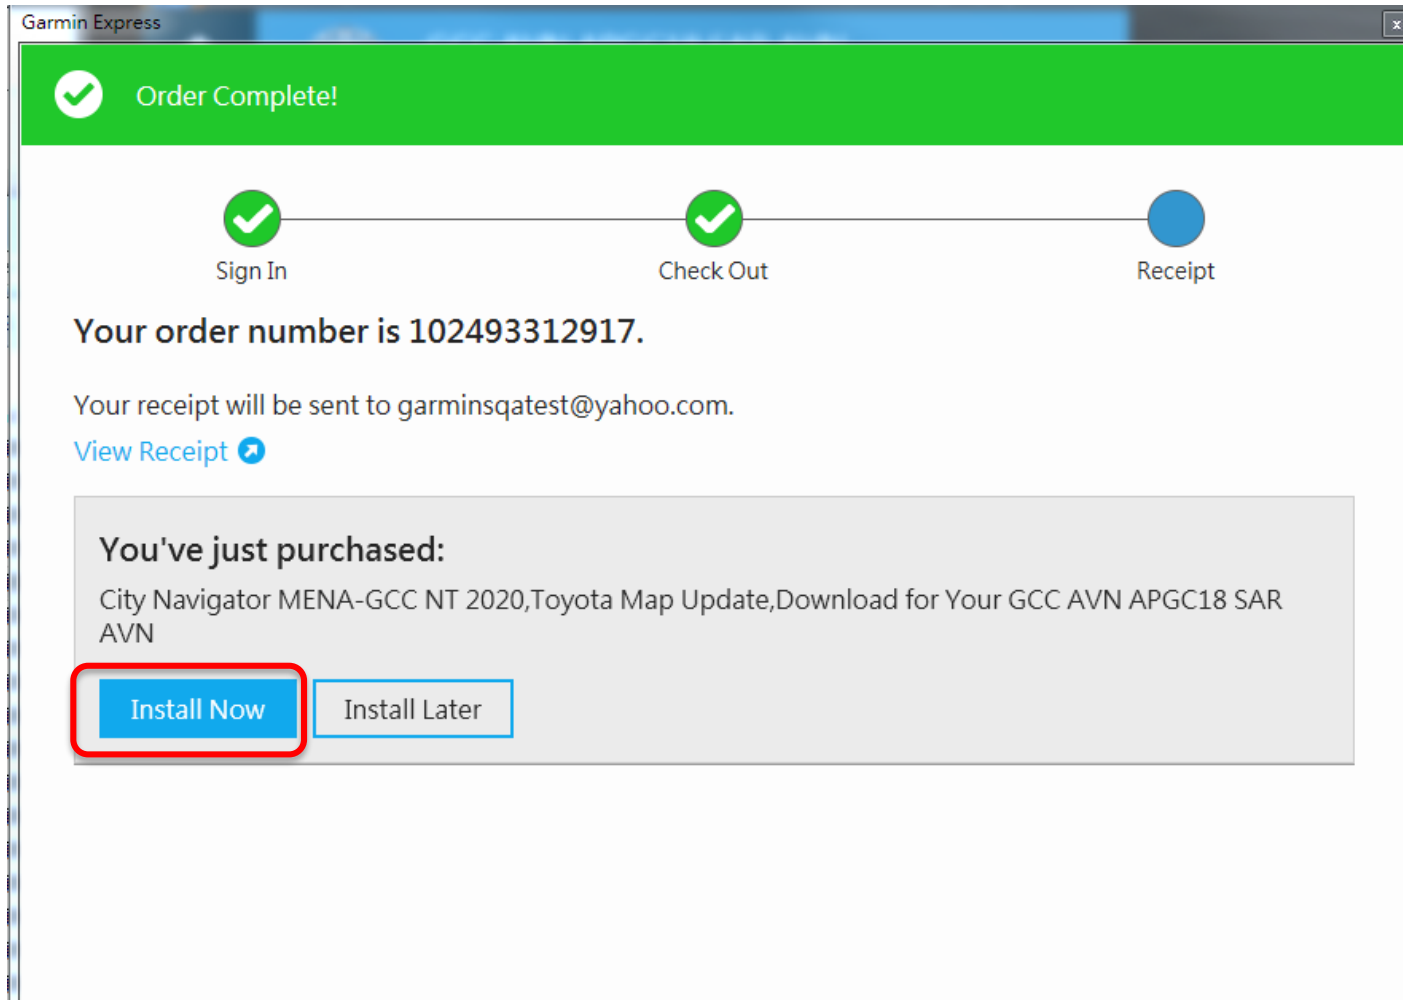 Garmin Express
Order Complete!
Sign In
Check Out
Receipt
Your order number is 102493312917.
Your receipt will be sent to garminsqatest@yahoo.com.
View Receipt
You've just purchased:
City Navigator MENA-GCC NT 2020,Toyota Map Update,Download for Your GCC AVN APGC18 SAR
AVN
Install Now
Install Later